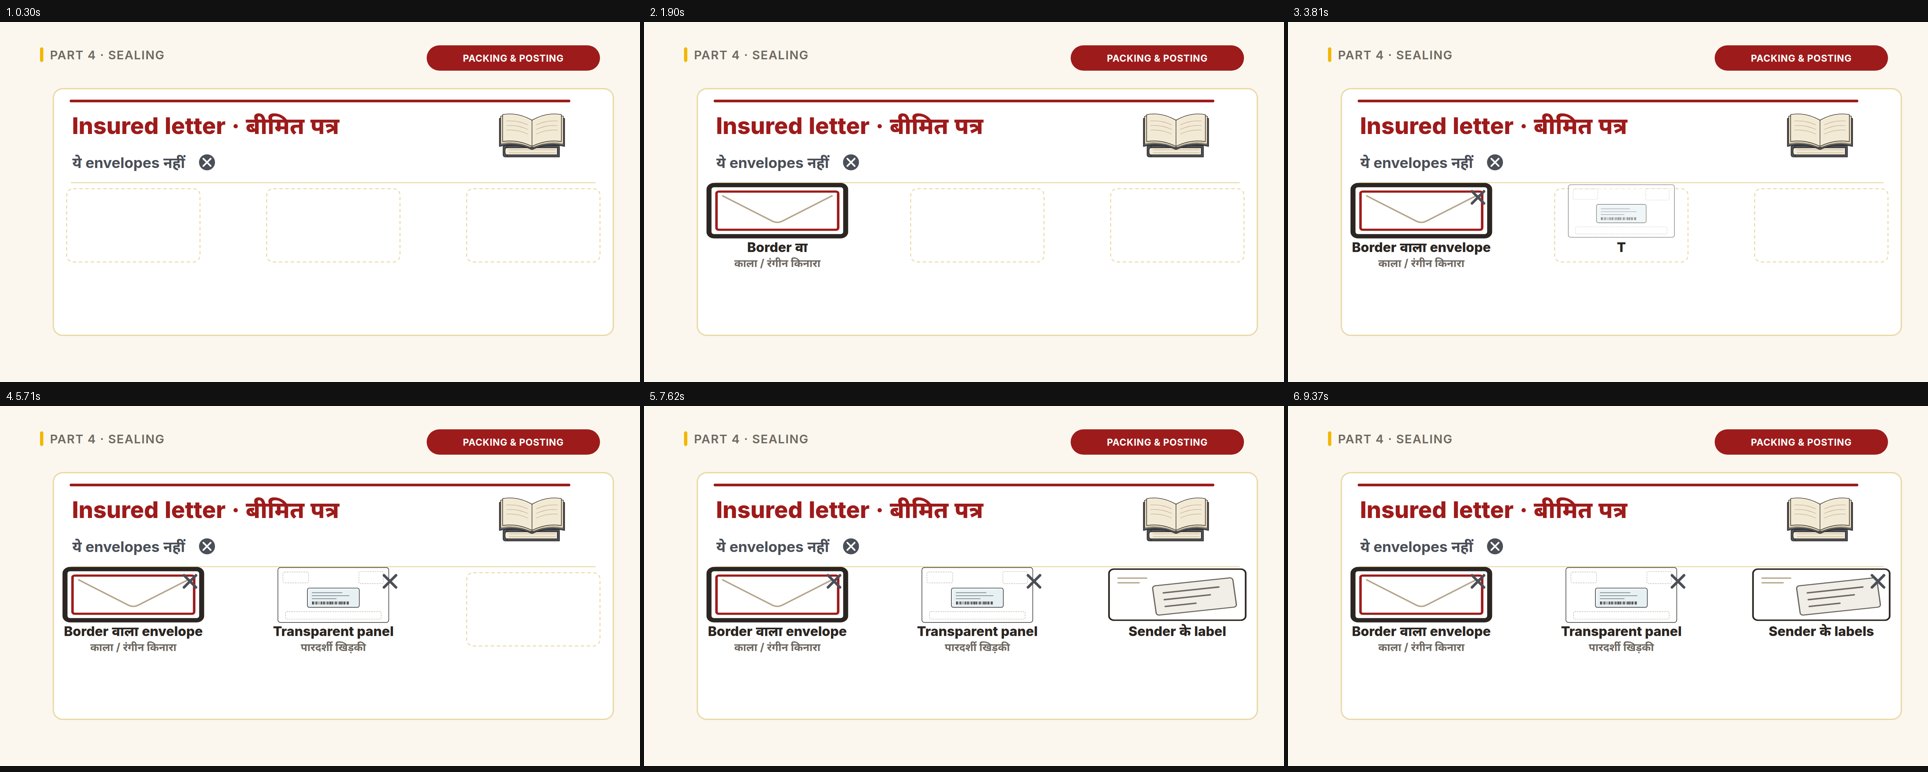 1. 0.30s
PART 4 · SEALING
PACKING & POSTING
Insured letter · बीमित पत्र
ये envelopes नहीं
2. 1.90s
PART 4 · SEALING
PACKING & POSTING
Insured letter · बीमित पत्र
ये envelopes नहीं
Border वा
काला / रंगीन किनारा
3. 3.81s
PART 4 · SEALING
PACKING & POSTING
Insured letter · बीमित पत्र
ये envelopes नहीं
Border वाला envelope
काला / रंगीन किनारा
T
4. 5.71s
PART 4 · SEALING
PACKING & POSTING
Insured letter · बीमित पत्र
ये envelopes नहीं
Border वाला envelope
काला / रंगीन किनारा
Transparent panel
पारदर्शी खिड़की
5. 7.62s
PART 4 · SEALING
PACKING & POSTING
Insured letter · बीमित पत्र
ये envelopes नहीं
Border वाला envelope
काला / रंगीन किनारा
Transparent panel
पारदर्शी खिड़की
Sender के label
6. 9.37s
PART 4 · SEALING
PACKING & POSTING
Insured letter · बीमित पत्र
ये envelopes नहीं
Border वाला envelope
काला / रंगीन किनारा
Transparent panel
पारदर्शी खिड़की
Sender के labels